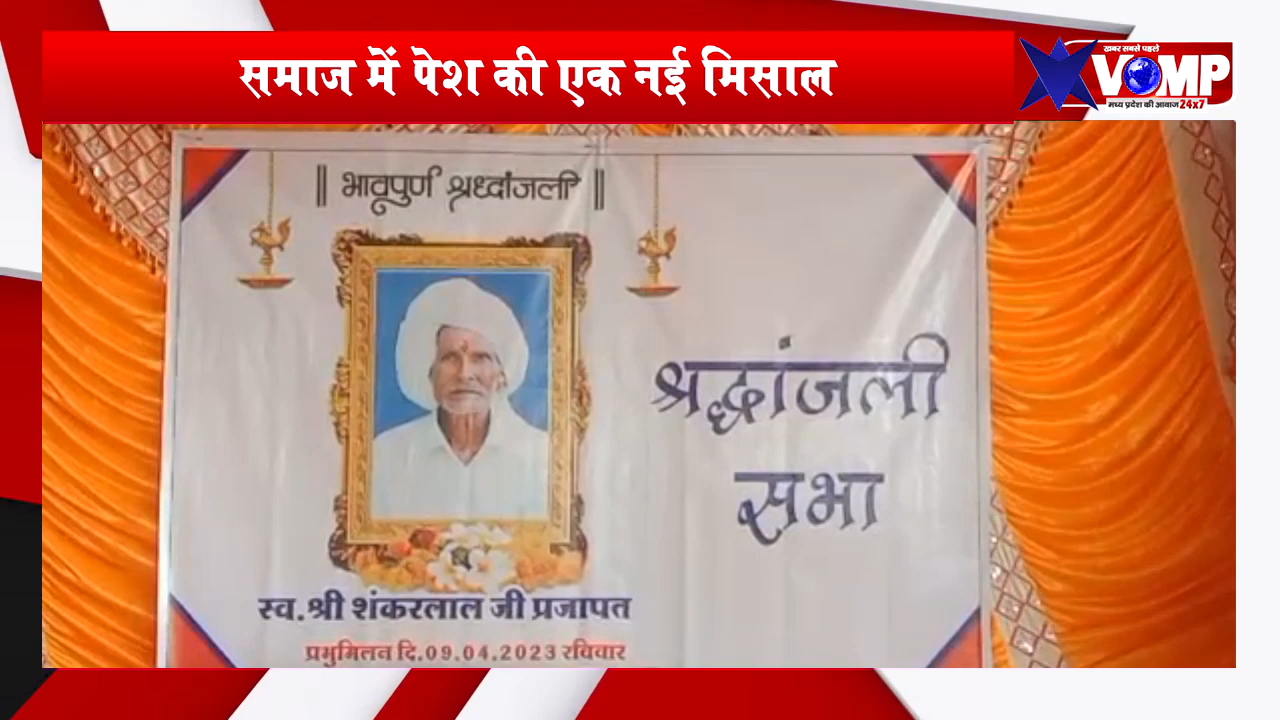 समाज में पेश की एक नई मिसाल
खबर सबसे पहले
VOMP
मध्य प्रदेश की आवाज 24x7
॥ भावपुर्ण श्रध्दांजली ॥
श्रद्धांजली
सभा
स्व.श्री शंकरलाल जी प्रजापत
प्रभुमिलन दि.09.04.2023 रविवार